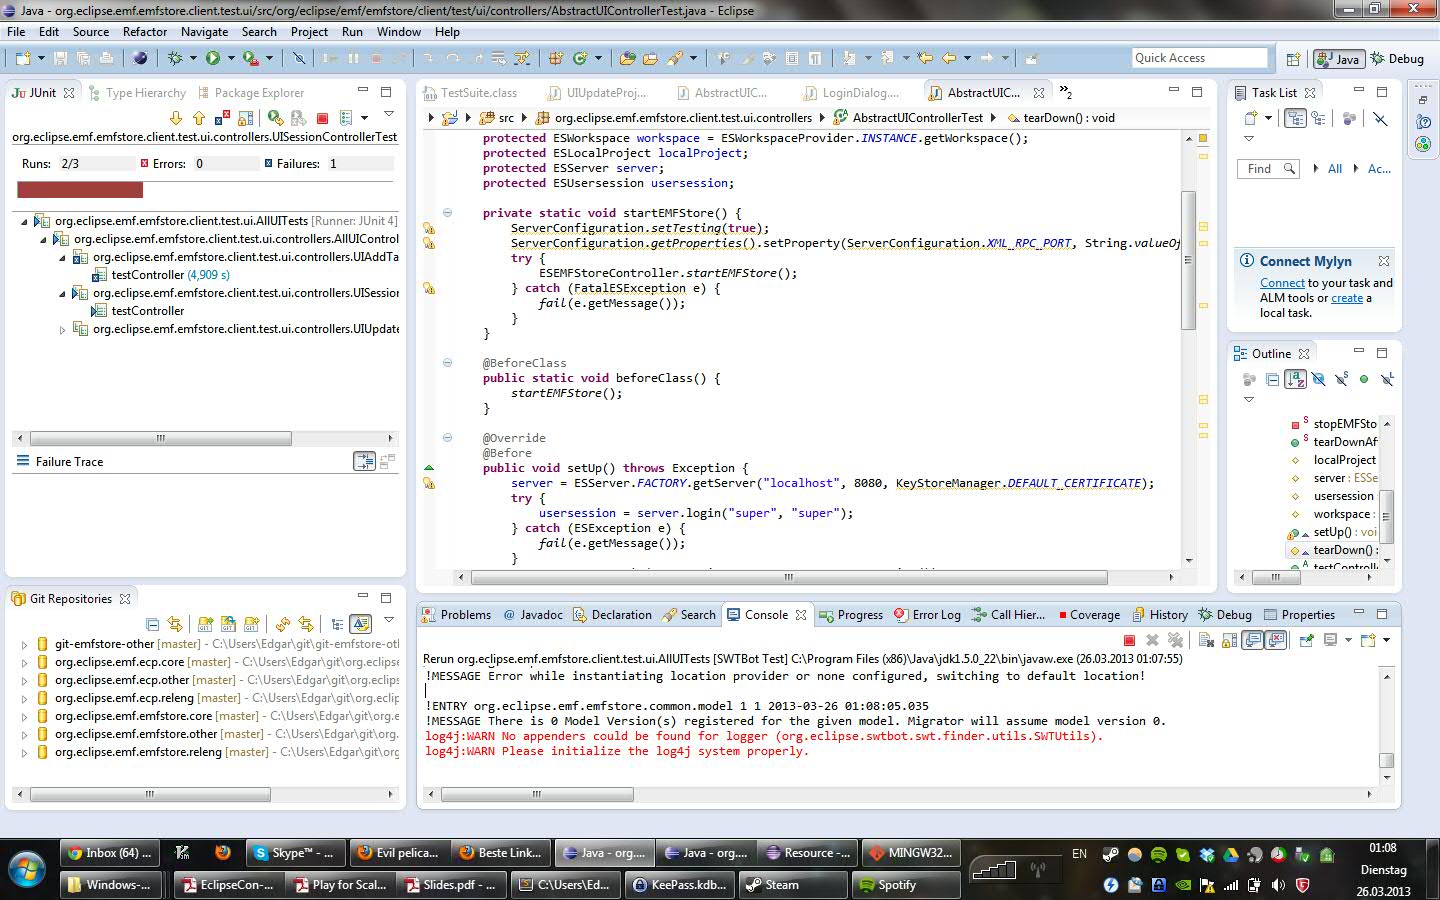 Java - org.eclipse.emf.emfstore.client.test.ui/src/org/eclipse/emf/emfstore/client/test/ui/controllers/AbstractUIControllerTest.java - Eclipse
File Edit Source Refactor Navigate Search Project Run Window Help
Quick Access
Java
Debug
JUnit Type Hierarchy Package Explorer
org.eclipse.emf.emfstore.client.test.ui.controllers.UISessionControllerTest
Runs: 2/3 Errors: 0 Failures: 1
org.eclipse.emf.emfstore.client.test.ui.AllUITests [Runner: JUnit 4]
org.eclipse.emf.emfstore.client.test.ui.controllers.AllUIControl
org.eclipse.emf.emfstore.client.test.ui.controllers.UIAddTa
testController (4,909 s)
org.eclipse.emf.emfstore.client.test.ui.controllers.UISession
testController
org.eclipse.emf.emfstore.client.test.ui.controllers.UIUpdate
Failure Trace
Git Repositories
git-emfstore-other [master] - C:\Users\Edgar\git\git-emfstore-oth
org.eclipse.emf.ecp.core [master] - C:\Users\Edgar\git\org.eclipse
org.eclipse.emf.ecp.other [master] - C:\Users\Edgar\git\org.eclips
org.eclipse.emf.ecp.releng [master] - C:\Users\Edgar\git\org.eclip
org.eclipse.emf.emfstore.core [master] - C:\Users\Edgar\git\org.e
org.eclipse.emf.emfstore.other [master] - C:\Users\Edgar\git\org.
org.eclipse.emf.emfstore.releng [master] - C:\Users\Edgar\git\org
TestSuite.class UIUpdateProj... AbstractUIC... LoginDialog.... AbstractUIC... »2
src org.eclipse.emf.emfstore.client.test.ui.controllers AbstractUIControllerTest tearDown() : void
protected ESWorkspace workspace = ESWorkspaceProvider.INSTANCE.getWorkspace();
protected ESLocalProject localProject;
protected ESServer server;
protected ESUsersession usersession;
private static void startEMFStore() {
ServerConfiguration.setTesting(true);
ServerConfiguration.getProperties().setProperty(ServerConfiguration.XML_RPC_PORT, String.valueOf
try {
ESEMFStoreController.startEMFStore();
} catch (FatalESException e) {
fail(e.getMessage());
}
}
@BeforeClass
public static void beforeClass() {
startEMFStore();
}
@Override
@Before
public void setUp() throws Exception {
server = ESServer.FACTORY.getServer("localhost", 8080, KeyStoreManager.DEFAULT_CERTIFICATE);
try {
usersession = server.login("super", "super");
} catch (ESException e) {
fail(e.getMessage());
}
Task List
Find All Ac...
Connect Mylyn
Connect to your task and
ALM tools or create a
local task.
Outline
stopEMFSto
tearDownAf
localProject
server : ESSe
usersession
workspace :
setUp() : voi
tearDown() :
testControll
Problems @ Javadoc Declaration Search Console Progress Error Log Call Hier... Coverage History Debug Properties
Rerun org.eclipse.emf.emfstore.client.test.ui.AllUITests [SWTBot Test] C:\Program Files (x86)\Java\jdk1.5.0_22\bin\javaw.exe (26.03.2013 01:07:55)
!MESSAGE Error while instantiating location provider or none configured, switching to default location!
!ENTRY org.eclipse.emf.emfstore.common.model 1 1 2013-03-26 01:08:05.035
!MESSAGE There is 0 Model Version(s) registered for the given model. Migrator will assume model version 0.
log4j:WARN No appenders could be found for logger (org.eclipse.swtbot.swt.finder.utils.SWTUtils).
log4j:WARN Please initialize the log4j system properly.
Inbox (64) ... Skype™ - ... Evil pelica... Beste Link... Java - org.... Java - org.... Resource -... MINGW32... EN 01:08
Dienstag
Windows-... EclipseCon-... Play for Scal... Slides.pdf - ... C:\Users\Ed... KeePass.kdb... Steam Spotify 26.03.2013